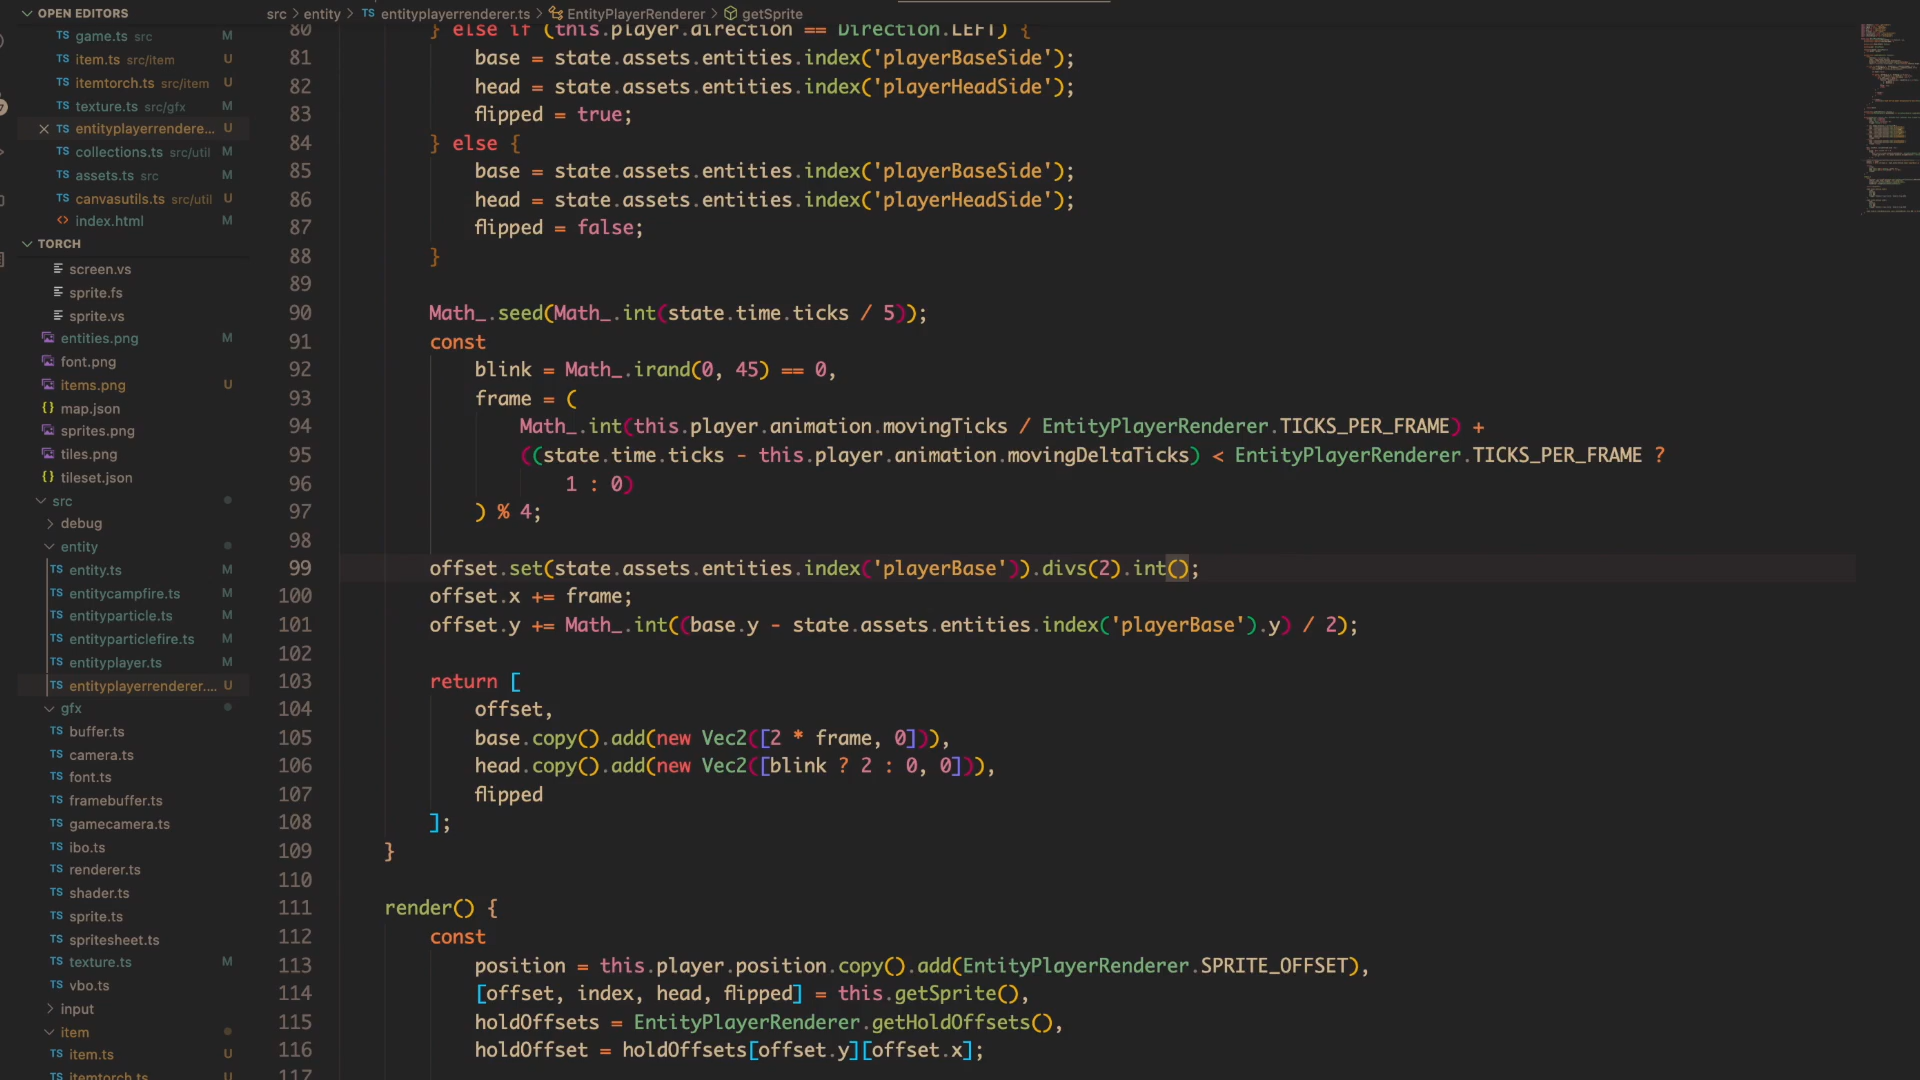 OPEN EDITORS
game.ts src M
item.ts src/item U
itemtorch.ts src/item U
texture.ts src/gfx M
entityplayerrendere... U
collections.ts src/util M
assets.ts src M
canvasutils.ts src/util U
index.html M
TORCH
screen.vs
sprite.fs
sprite.vs
entities.png M
font.png
items.png U
map.json
sprites.png
tiles.png
tileset.json
src
debug
entity
TS entity.ts M
TS entitycampfire.ts M
TS entityparticle.ts M
TS entityparticlefire.ts M
TS entityplayer.ts M
TS entityplayerrenderer.... U
gfx
TS buffer.ts
TS camera.ts
TS font.ts
TS framebuffer.ts
TS gamecamera.ts
TS ibo.ts
TS renderer.ts
TS shader.ts
TS sprite.ts
TS spritesheet.ts
TS texture.ts M
TS vbo.ts
input
item
TS item.ts U
TS itemtorch.ts U
src > entity > TS entityplayerrenderer.ts > EntityPlayerRenderer > getSprite
80 } else if (this.player.direction == Direction.LEFT) {
81 base = state.assets.entities.index('playerBaseSide');
82 head = state.assets.entities.index('playerHeadSide');
83 flipped = true;
84 } else {
85 base = state.assets.entities.index('playerBaseSide');
86 head = state.assets.entities.index('playerHeadSide');
87 flipped = false;
88 }
89
90 Math_.seed(Math_.int(state.time.ticks / 5));
91 const
92 blink = Math_.irand(0, 45) == 0,
93 frame = (
94 Math_.int(this.player.animation.movingTicks / EntityPlayerRenderer.TICKS_PER_FRAME) +
95 ((state.time.ticks - this.player.animation.movingDeltaTicks) < EntityPlayerRenderer.TICKS_PER_FRAME ?
96 1 : 0)
97 ) % 4;
98
99 offset.set(state.assets.entities.index('playerBase')).divs(2).int();
100 offset.x += frame;
101 offset.y += Math_.int((base.y - state.assets.entities.index('playerBase').y) / 2);
102
103 return [
104 offset,
105 base.copy().add(new Vec2([2 * frame, 0])),
106 head.copy().add(new Vec2([blink ? 2 : 0, 0])),
107 flipped
108 ];
109 }
110
111 render() {
112 const
113 position = this.player.position.copy().add(EntityPlayerRenderer.SPRITE_OFFSET),
114 [offset, index, head, flipped] = this.getSprite(),
115 holdOffsets = EntityPlayerRenderer.getHoldOffsets(),
116 holdOffset = holdOffsets[offset.y][offset.x];
117